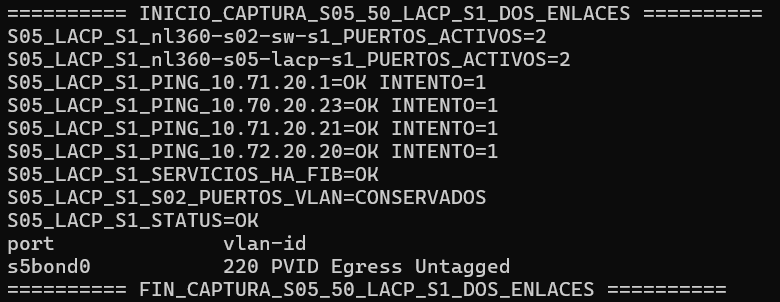 ========== INICIO_CAPTURA_S05_50_LACP_S1_DOS_ENLACES ==========
S05_LACP_S1_nl360-s02-sw-s1_PUERTOS_ACTIVOS=2
S05_LACP_S1_nl360-s05-lacp-s1_PUERTOS_ACTIVOS=2
S05_LACP_S1_PING_10.71.20.1=OK INTENTO=1
S05_LACP_S1_PING_10.70.20.23=OK INTENTO=1
S05_LACP_S1_PING_10.71.20.21=OK INTENTO=1
S05_LACP_S1_PING_10.72.20.20=OK INTENTO=1
S05_LACP_S1_SERVICIOS_HA_FIB=OK
S05_LACP_S1_S02_PUERTOS_VLAN=CONSERVADOS
S05_LACP_S1_STATUS=OK
port              vlan-id
s5bond0           220 PVID Egress Untagged
========== FIN_CAPTURA_S05_50_LACP_S1_DOS_ENLACES ==========